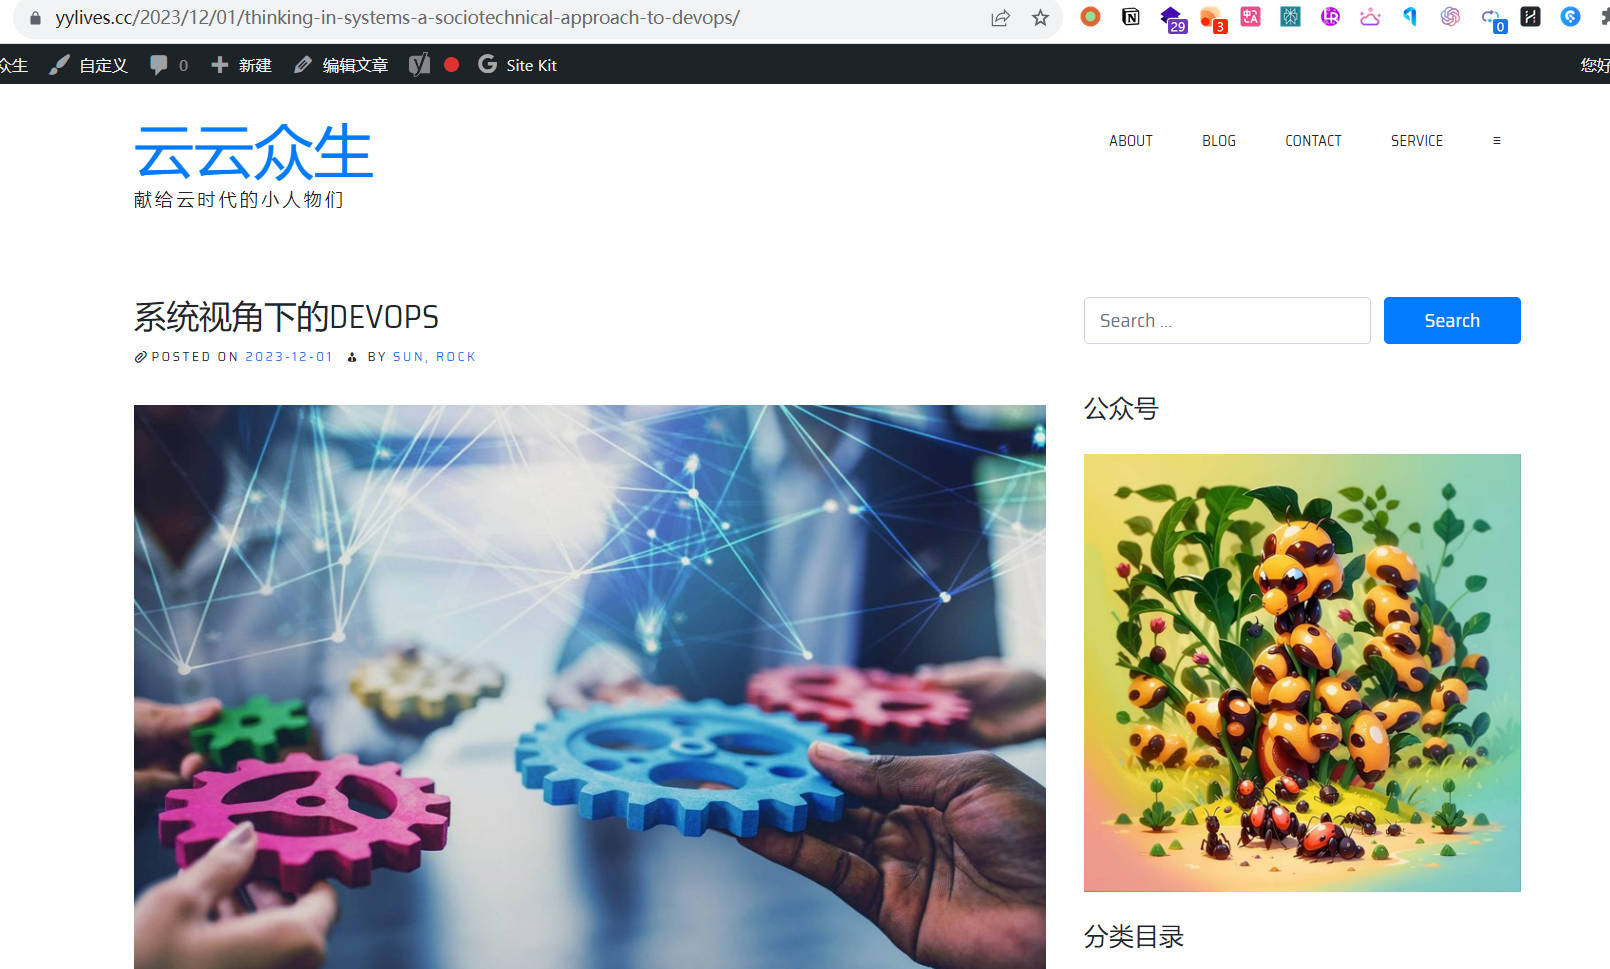 yylives.cc/2023/12/01/thinking-in-systems-a-sociotechnical-approach-to-devops/
29
3
0
众生 自定义 0 新建 编辑文章 Site Kit 您好
云云众生
献给云时代的小人物们
ABOUT BLOG CONTACT SERVICE
系统视角下的DEVOPS
POSTED ON 2023-12-01 BY SUN, ROCK
Search ... Search
公众号
分类目录